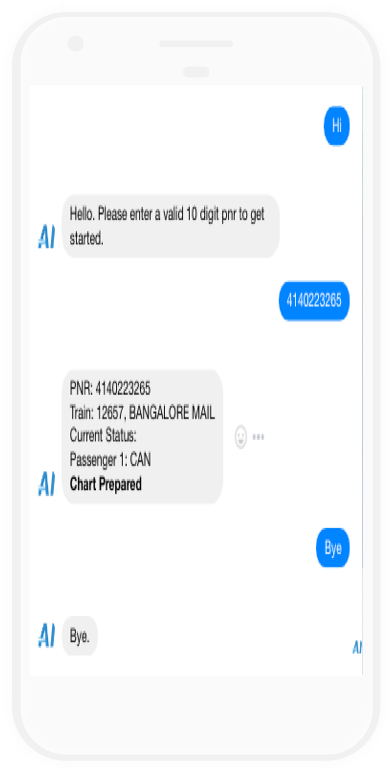 Hi
Hello. Please enter a valid 10 digit pnr to get
started.
AI
4140223265
PNR: 4140223265
Train: 12657, BANGALORE MAIL
Current Status:
Passenger 1: CAN
Chart Prepared
AI
Bye
AI
Bye.
AI